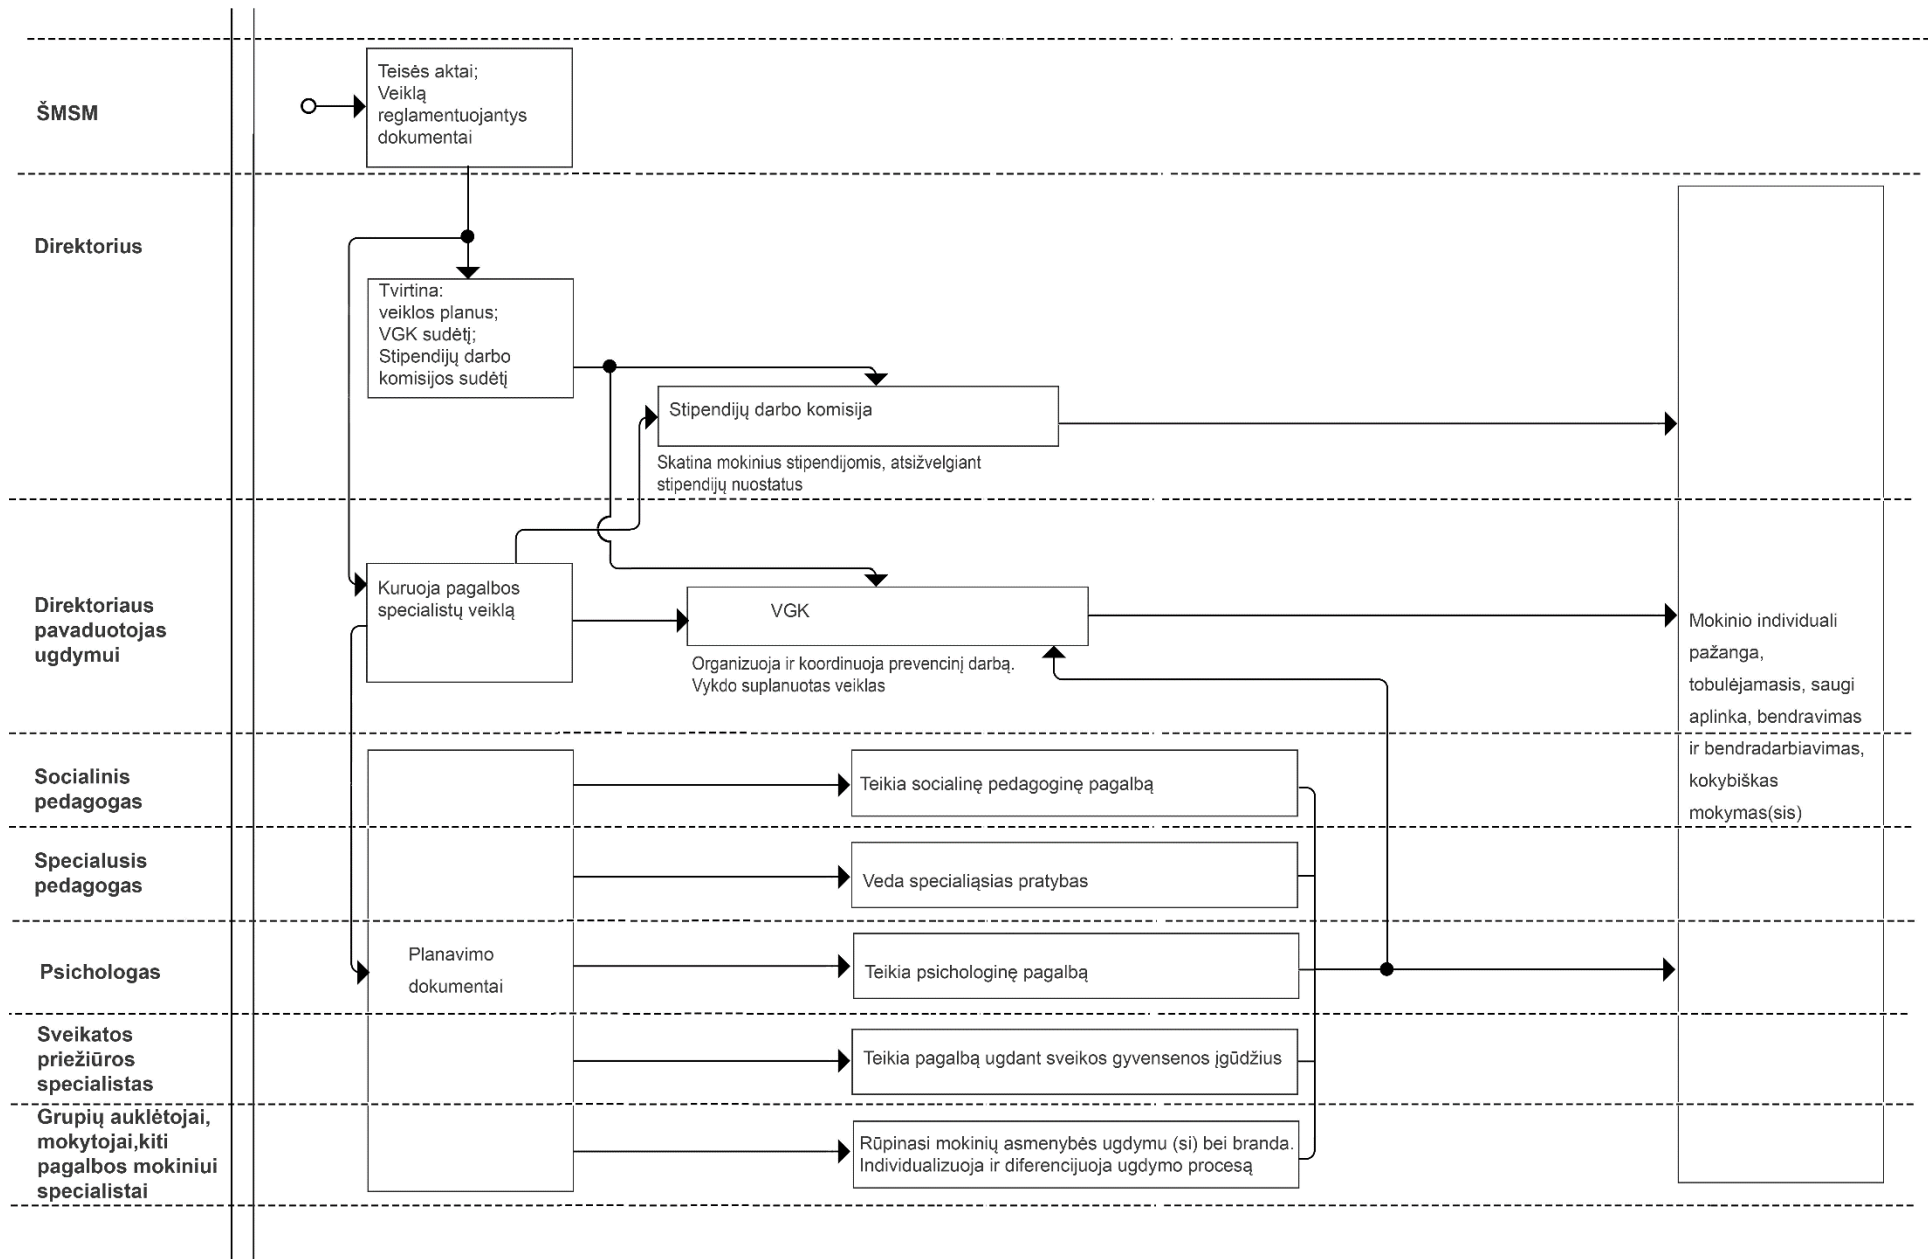 ŠMSM
Teisės aktai;
Veiklą
reglamentuojantys
dokumentai
Direktorius
Tvirtina:
veiklos planus;
VGK sudėtį;
Stipendijų darbo
komisijos sudėtį
Stipendijų darbo komisija
Skatina mokinius stipendijomis, atsižvelgiant
stipendijų nuostatus
Direktoriaus
pavaduotojas
ugdymui
Kuruoja pagalbos
specialistų veiklą
VGK
Organizuoja ir koordinuoja prevencinį darbą.
Vykdo suplanuotas veiklas
Mokinio individuali
pažanga,
tobulėjamasis, saugi
aplinka, bendravimas
ir bendradarbiavimas,
kokybiškas
mokymas(sis)
Socialinis
pedagogas
Teikia socialinę pedagoginę pagalbą
Specialusis
pedagogas
Veda specialiąsias pratybas
Psichologas
Planavimo
dokumentai
Teikia psichologinę pagalbą
Sveikatos
priežiūros
specialistas
Teikia pagalbą ugdant sveikos gyvensenos įgūdžius
Grupių auklėtojai,
mokytojai,kiti
pagalbos mokiniui
specialistai
Rūpinasi mokinių asmenybės ugdymu (si) bei branda.
Individualizuoja ir diferencijuoja ugdymo procesą